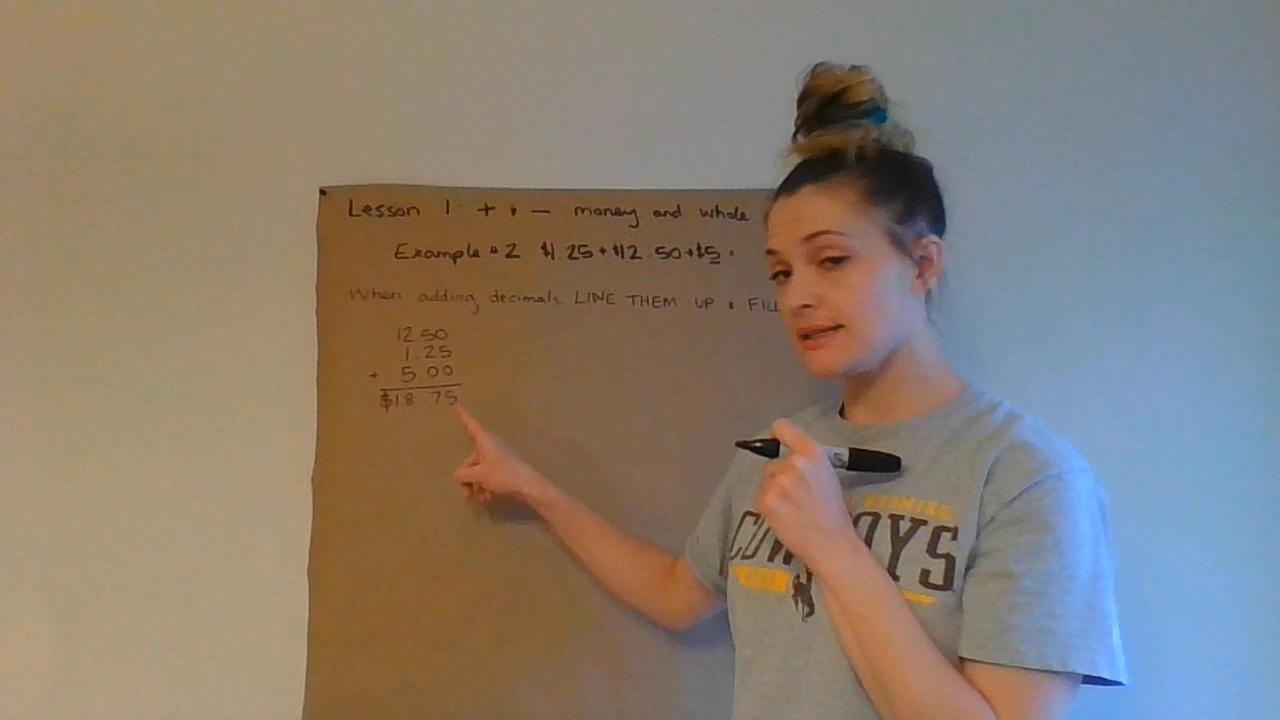 Lesson 1 + + — money and whole
Example #2 $1.25 + $12.50 + $5 =
When adding decimals LINE THEM UP & FILL
12 50
1.25
+ 5 00
$18.75
WYOMING
COWBOYS